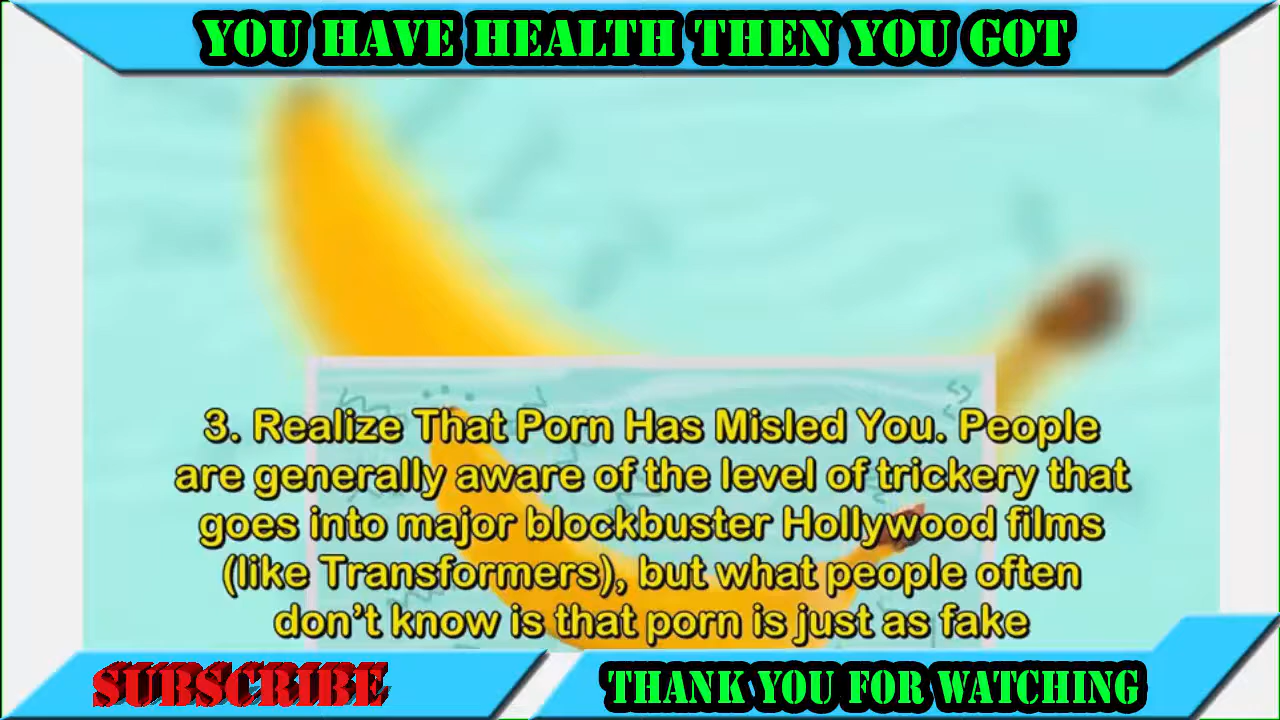 YOU HAVE HEALTH THEN YOU GOT
3. Realize That Porn Has Misled You. People
are generally aware of the level of trickery that
goes into major blockbuster Hollywood films
(like Transformers), but what people often
don't know is that porn is just as fake
SUBSCRIBE
THANK YOU FOR WATCHING